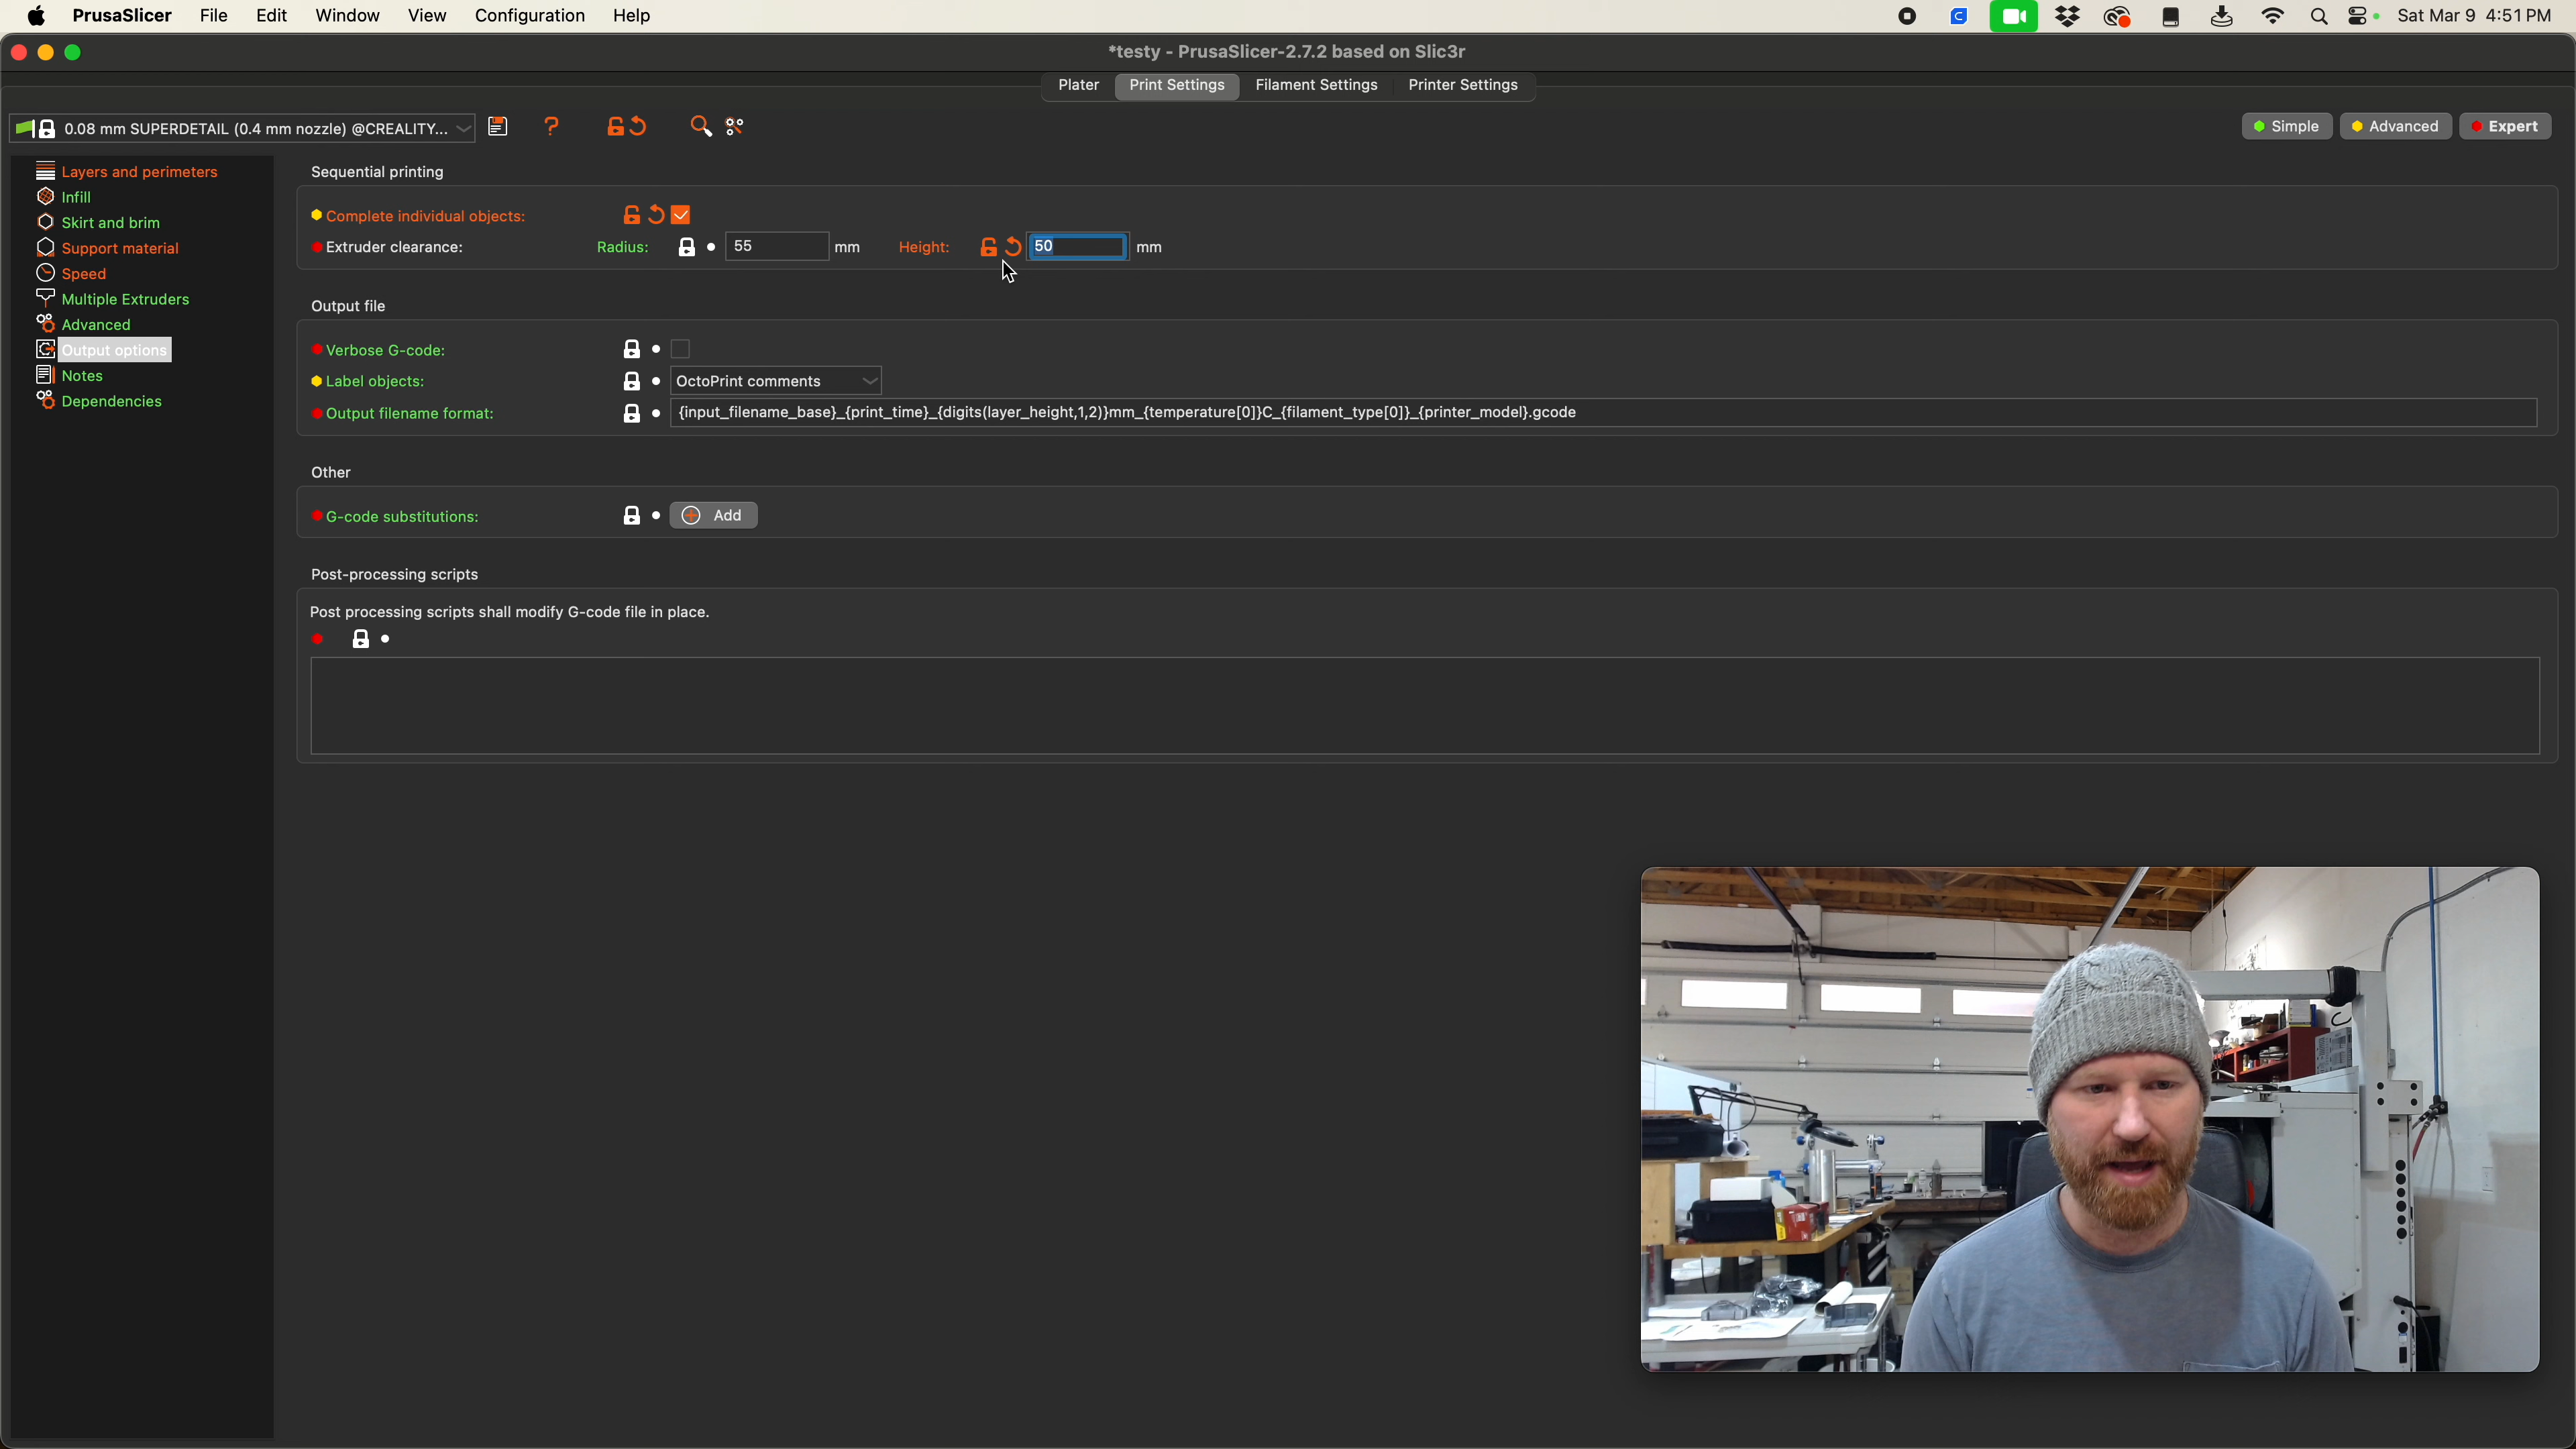 PrusaSlicer File Edit Window View Configuration Help Sat Mar 9 4:51 PM
*testy - PrusaSlicer-2.7.2 based on Slic3r
Plater Print Settings Filament Settings Printer Settings
0.08 mm SUPERDETAIL (0.4 mm nozzle) @CREALITY... ? Simple Advanced Expert
Layers and perimeters
Infill
Skirt and brim
Support material
Speed
Multiple Extruders
Advanced
Output options
Notes
Dependencies
Sequential printing
Complete individual objects:
Extruder clearance: Radius: 55 mm Height: 50 mm
Output file
Verbose G-code:
Label objects: OctoPrint comments
Output filename format: {input_filename_base}_{print_time}_{digits(layer_height,1,2)}mm_{temperature[0]}C_{filament_type[0]}_{printer_model}.gcode
Other
G-code substitutions: Add
Post-processing scripts
Post processing scripts shall modify G-code file in place.